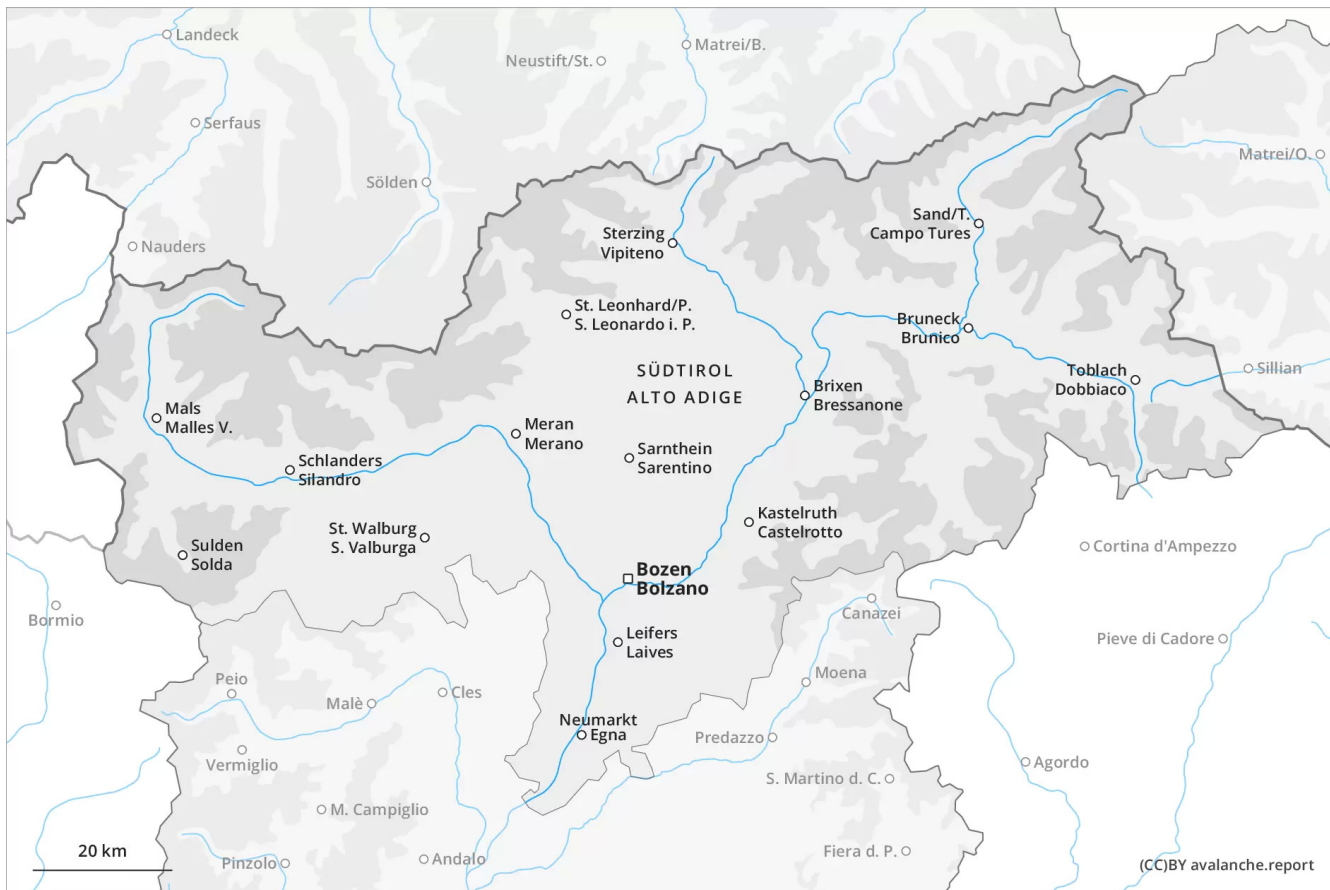 Landeck
Matrei/B.
Neustift/St.
Serfaus
Matrei/O.
Sölden
Sand/T.
Campo Tures
Nauders
Sterzing
Vipiteno
St. Leonhard/P.
S. Leonardo i. P.
Bruneck
Brunico
SÜDTIROL
ALTO ADIGE
Toblach
Dobbiaco
Sillian
Brixen
Bressanone
Mals
Malles V.
Meran
Merano
Sarnthein
Sarentino
Schlanders
Silandro
Kastelruth
Castelrotto
St. Walburg
S. Valburga
Sulden
Solda
Cortina d'Ampezzo
Bozen
Bolzano
Bormio
Canazei
Leifers
Laives
Pieve di Cadore
Peio
Moena
Malè
Cles
Neumarkt
Egna
Predazzo
Vermiglio
Agordo
S. Martino d. C.
M. Campiglio
20 km
Pinzolo
Andalo
Fiera d. P.
(CC)BY avalanche.report